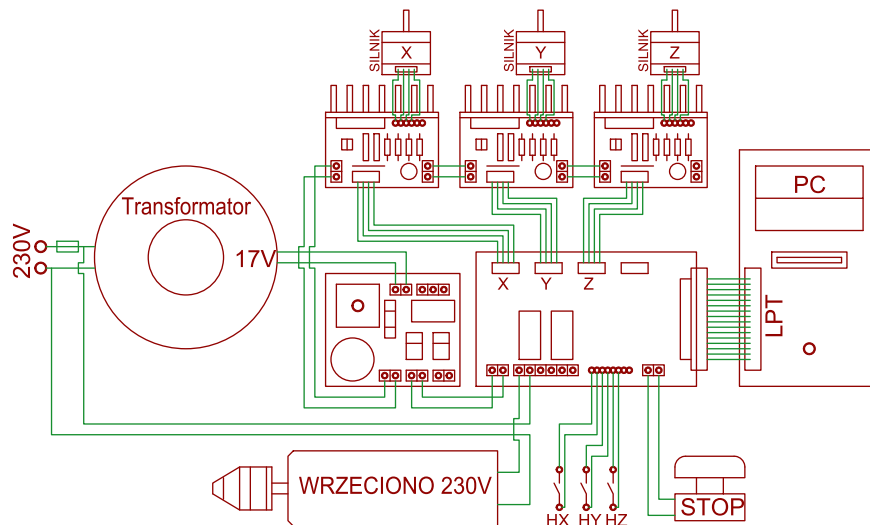 SILNIK
X
SILNIK
Y
SILNIK
Z
PC
Transformator
230V
17V
X
Y
Z
LPT
WRZECIONO 230V
STOP
HX
HY
HZ